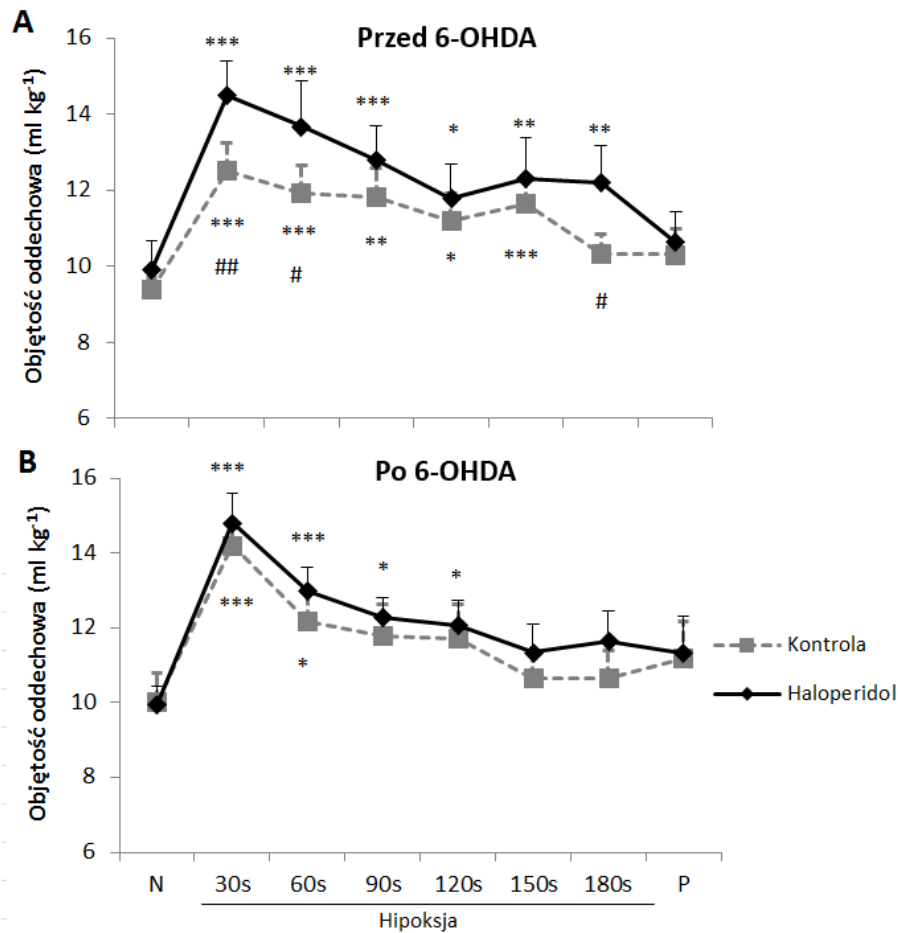 A
Przed 6-OHDA
Objętość oddechowa (ml kg-1)
16
14
12
10
8
6
*** *** *** * ** **
*** *** ** * ***
## # #
B
Po 6-OHDA
Objętość oddechowa (ml kg-1)
16
14
12
10
8
6
*** *** * *
*** *
Kontrola
Haloperidol
N 30s 60s 90s 120s 150s 180s P
Hipoksja